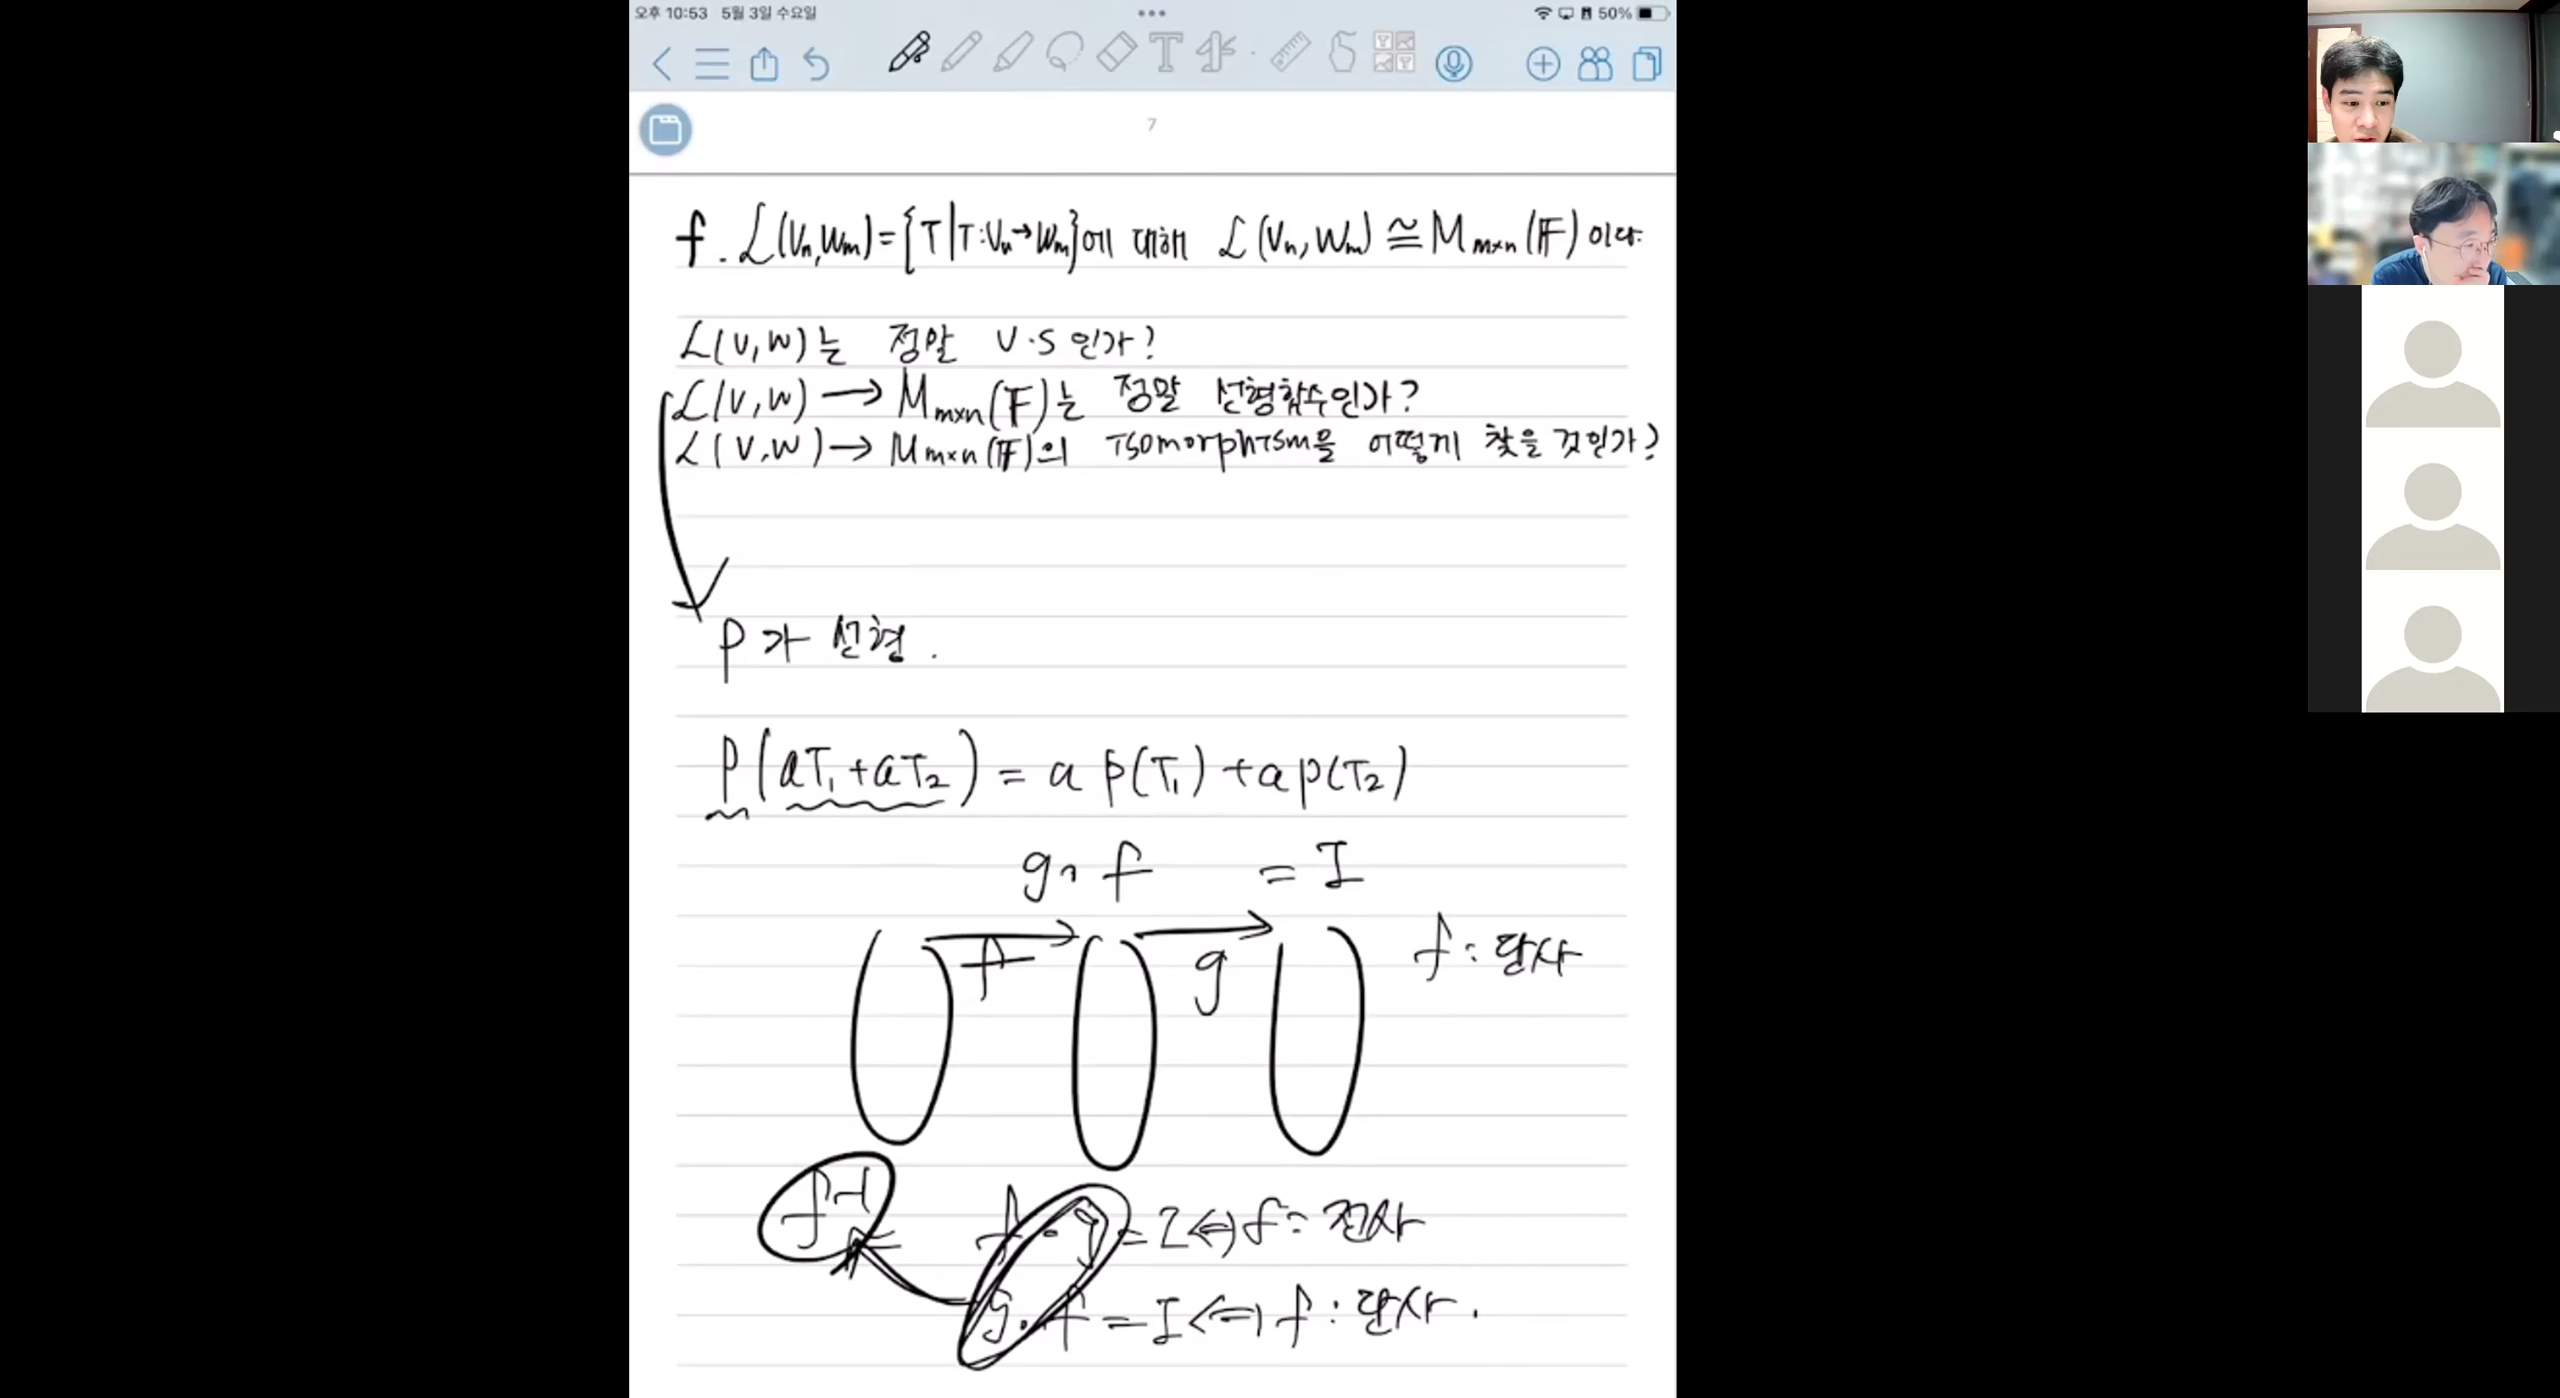 오후 10:53 5월 3일 수요일
50%
7
f. ℒ(Vn,Wm)={T|T:Vn→Wm}에 대해 ℒ(Vn,Wm)≅Mm×n(𝔽)이다.
ℒ(V,W)는 정말 V.S인가?
ℒ(V,W)→Mm×n(𝔽)는 정말 선형함수인가?
ℒ(V,W)→Mm×n(𝔽)의 Isomorphism을 어떻게 찾을 것인가?
P가 선형.
P(aT₁+aT₂)=a p(T₁)+a p(T₂)
g∘f = I
f g f:단사
f⁻¹ f∘g=I⇔f:전사
g∘f=I⇔f:단사.